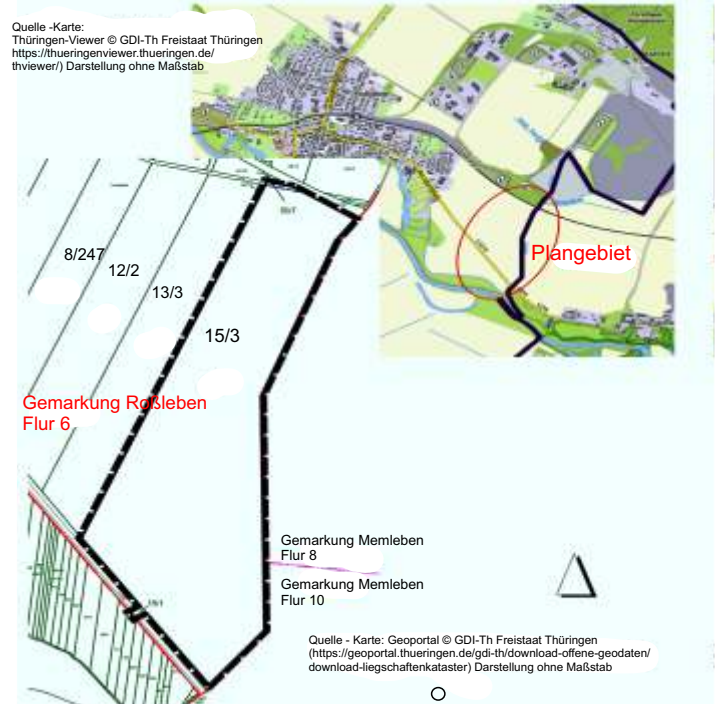 Quelle -Karte:
Thüringen-Viewer © GDI-Th Freistaat Thüringen
https://thueringenviewer.thueringen.de/
thviewer/) Darstellung ohne Maßstab
Plangebiet
8/247
12/2
13/3
15/3
Gemarkung Roßleben
Flur 6
Gemarkung Memleben
Flur 8
Gemarkung Memleben
Flur 10
Quelle - Karte: Geoportal © GDI-Th Freistaat Thüringen
(https://geoportal.thueringen.de/gdi-th/download-offene-geodaten/
download-liegschaftenkataster) Darstellung ohne Maßstab